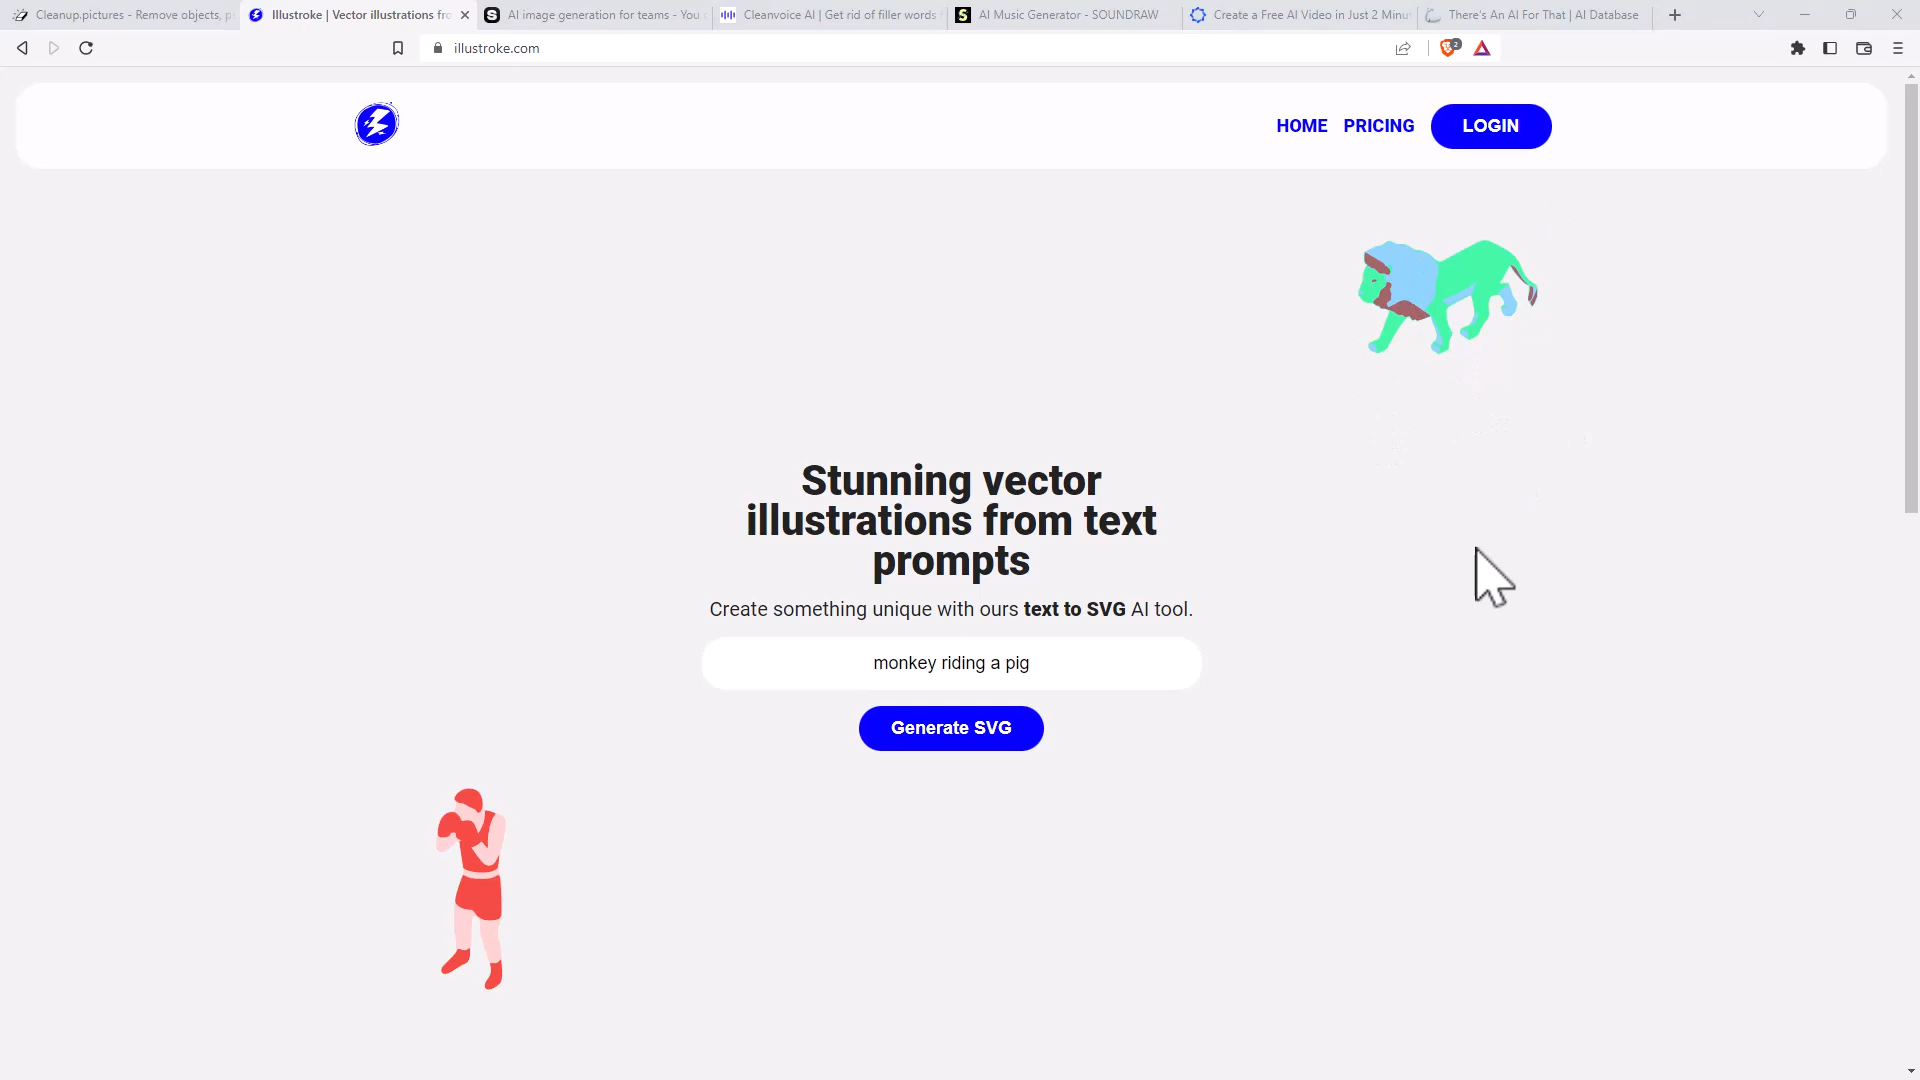 Cleanup.pictures - Remove objects, p
Illustroke | Vector illustrations fro
AI image generation for teams - You c
Cleanvoice AI | Get rid of filler words f
AI Music Generator - SOUNDRAW
Create a Free AI Video in Just 2 Minut
There's An AI For That | AI Database
illustroke.com
2
HOME
PRICING
LOGIN
Stunning vector
illustrations from text
prompts
Create something unique with ours text to SVG AI tool.
monkey riding a pig
Generate SVG